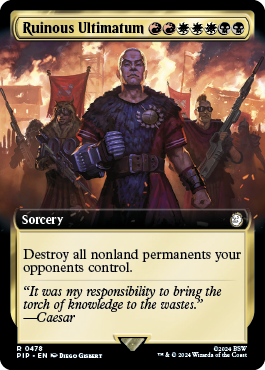 Ruinous Ultimatum
Sorcery
Destroy all nonland permanents your
opponents control.
“It was my responsibility to bring the
torch of knowledge to the wastes.”
—Caesar
R 0478
PIP • EN Diego Gisbert
©2024 BSW
™ & © 2024 Wizards of the Coast